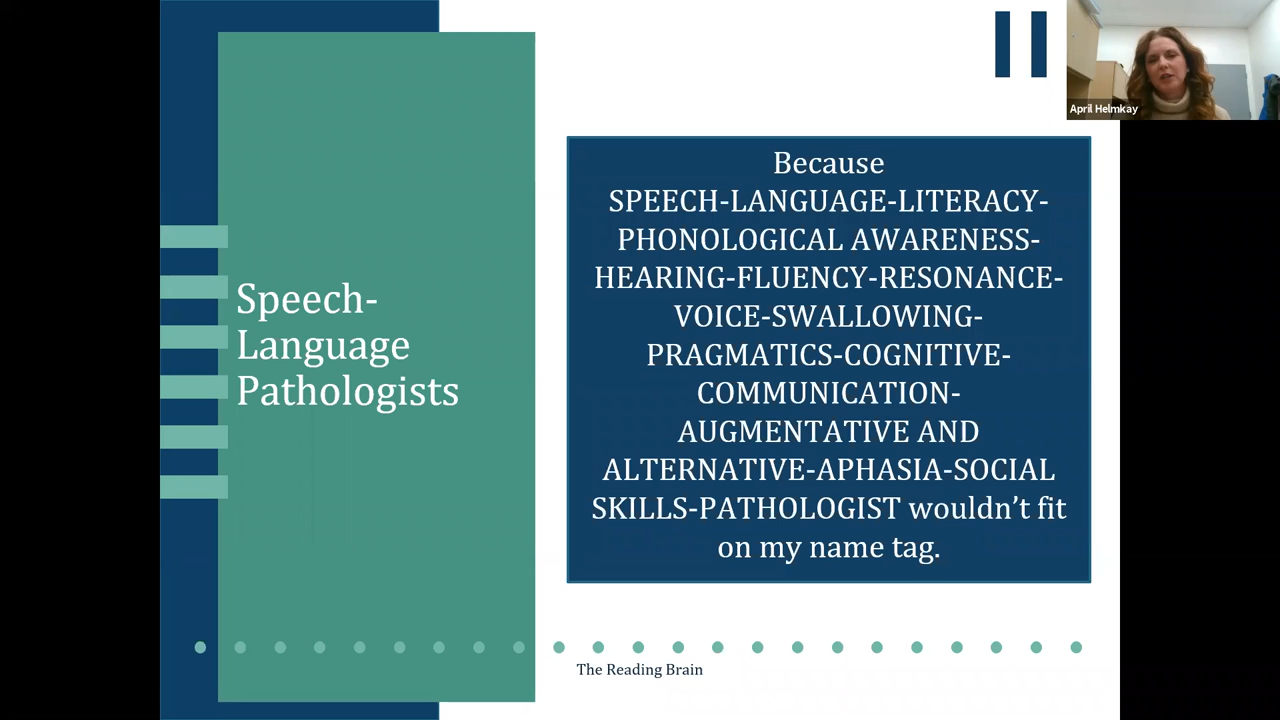 April Helmkay
Speech-
Language
Pathologists
Because
SPEECH-LANGUAGE-LITERACY-
PHONOLOGICAL AWARENESS-
HEARING-FLUENCY-RESONANCE-
VOICE-SWALLOWING-
PRAGMATICS-COGNITIVE-
COMMUNICATION-
AUGMENTATIVE AND
ALTERNATIVE-APHASIA-SOCIAL
SKILLS-PATHOLOGIST wouldn’t fit
on my name tag.
The Reading Brain